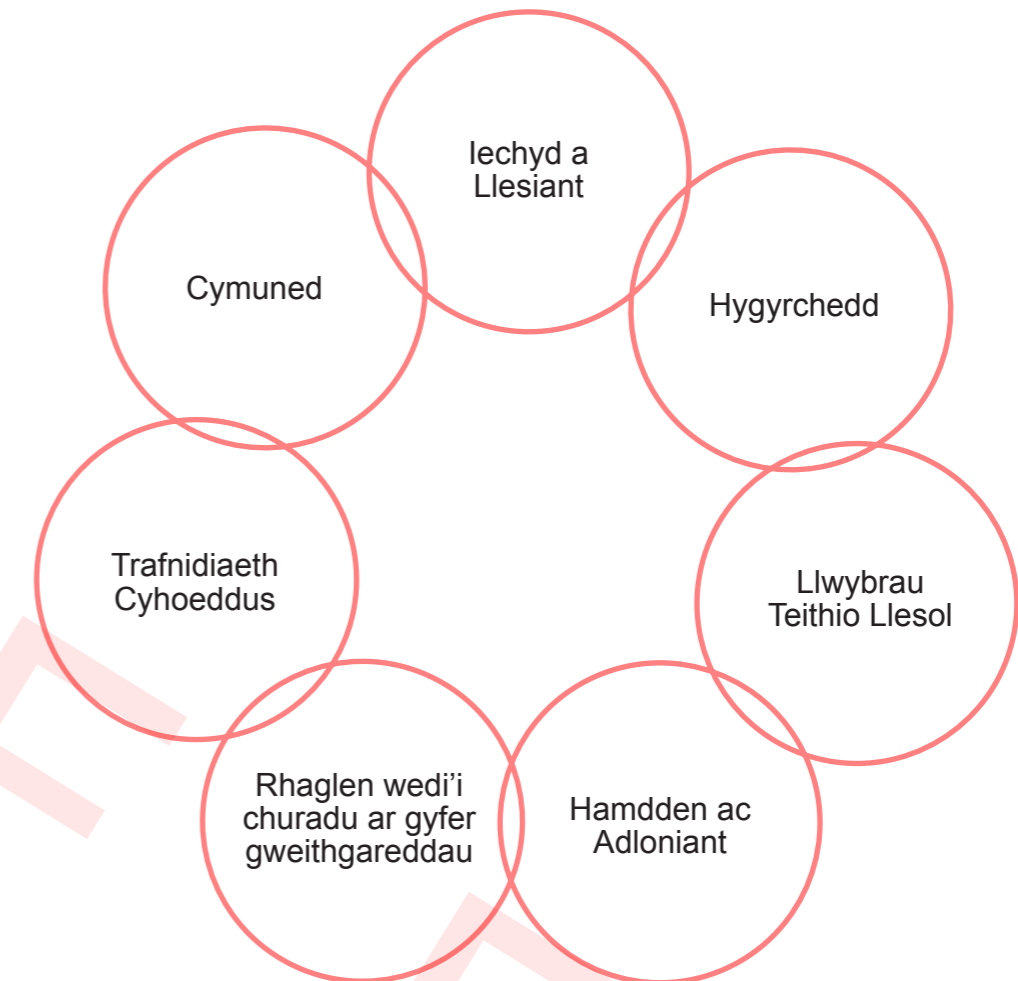 Iechyd a
Llesiant
Hygyrchedd
Llwybrau
Teithio Llesol
Hamdden ac
Adloniant
Rhaglen wedi’i
churadu ar gyfer
gweithgareddau
Trafnidiaeth
Cyhoeddus
Cymuned